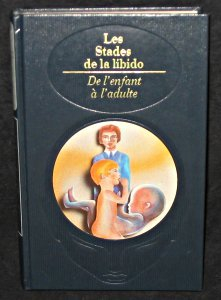 Les
Stades
de la libido
De l'enfant
à l'adulte